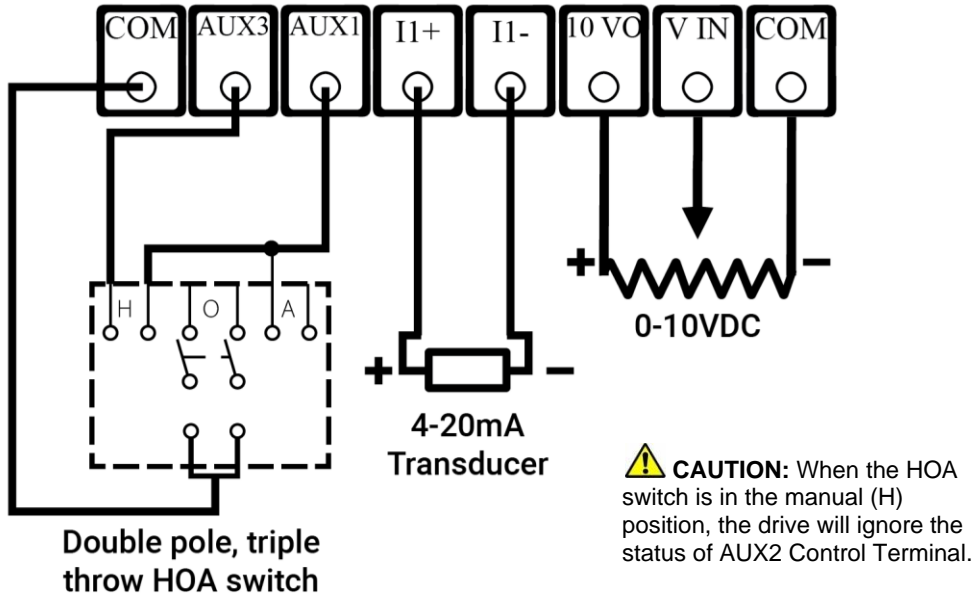 COM AUX3 AUX1 I1+ I1- 10 VO V IN COM
H O A
+ −
0-10VDC
+ −
4-20mA
Transducer
CAUTION: When the HOA
switch is in the manual (H)
position, the drive will ignore the
status of AUX2 Control Terminal.
Double pole, triple
throw HOA switch